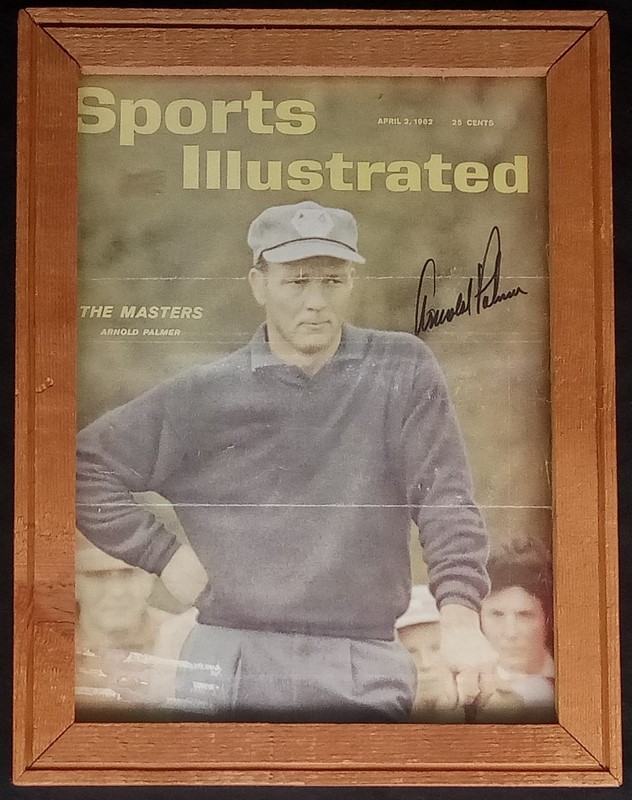 Sports
APRIL 2, 1962 25 CENTS
Illustrated
THE MASTERS
ARNOLD PALMER
Arnold Palmer